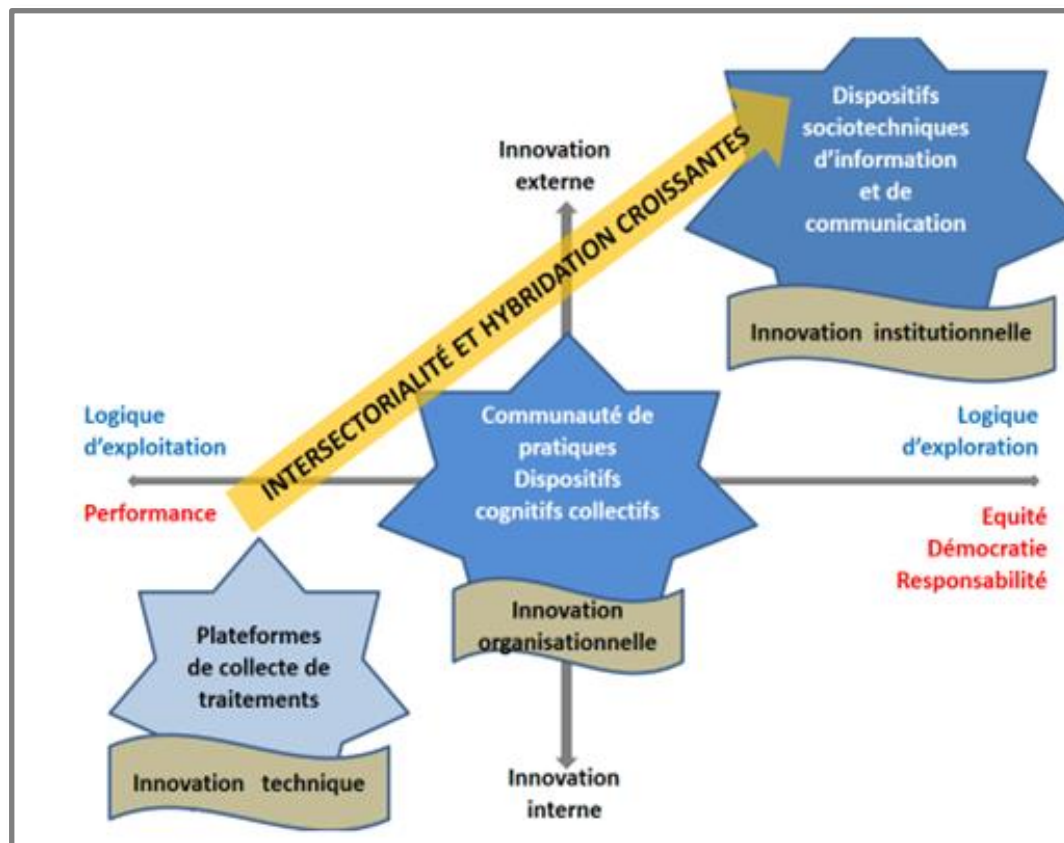 Dispositifs
sociotechniques
d'information
et de
communication
Innovation
externe
INTERSECTORIALITÉ ET HYBRIDATION CROISSANTES
Innovation institutionnelle
Logique
d'exploitation
Communauté de
pratiques
Dispositifs
cognitifs collectifs
Logique
d'exploration
Performance
Equité
Démocratie
Responsabilité
Innovation
organisationnelle
Plateformes
de collecte de
traitements
Innovation technique
Innovation
interne